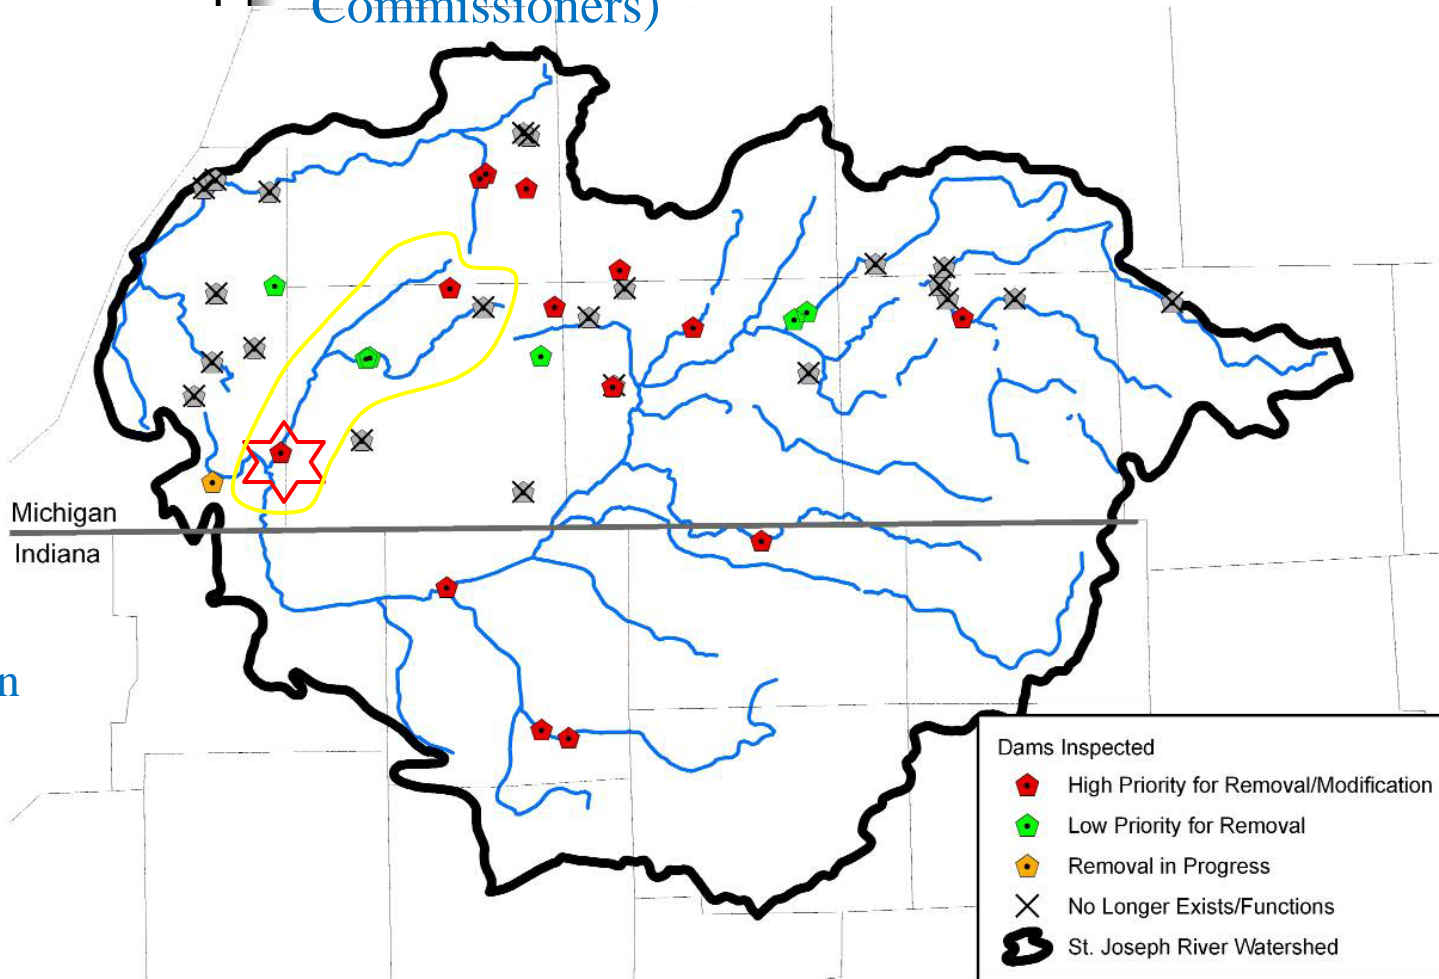 Commissioners)
Michigan
Indiana
n
Dams Inspected
High Priority for Removal/Modification
Low Priority for Removal
Removal in Progress
No Longer Exists/Functions
St. Joseph River Watershed